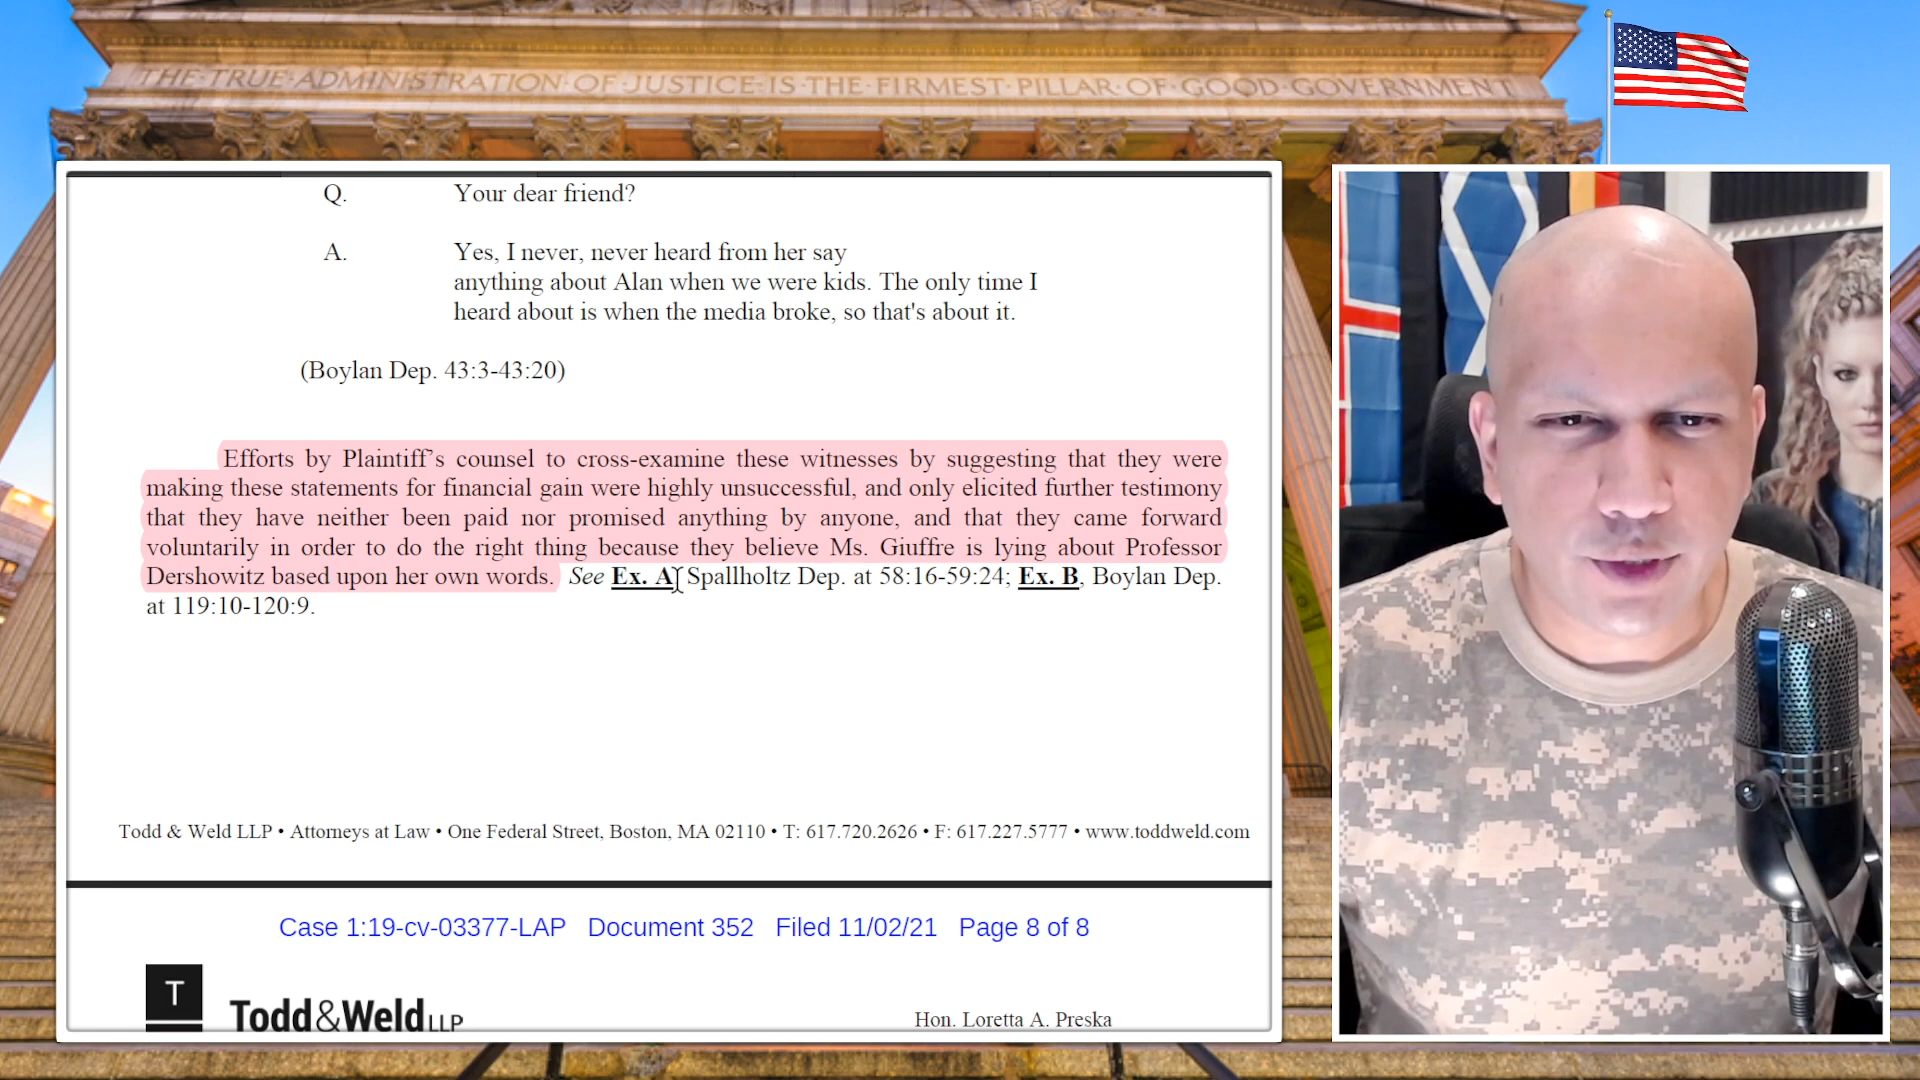 THE·TRUE·ADMINISTRATION OF JUSTICE·IS·THE·FIRMEST·PILLAR·OF·GOOD·GOVERNMENT
Q. Your dear friend?
A. Yes, I never, never heard from her say
anything about Alan when we were kids. The only time I
heard about is when the media broke, so that's about it.
(Boylan Dep. 43:3-43:20)
Efforts by Plaintiff’s counsel to cross-examine these witnesses by suggesting that they were
making these statements for financial gain were highly unsuccessful, and only elicited further testimony
that they have neither been paid nor promised anything by anyone, and that they came forward
voluntarily in order to do the right thing because they believe Ms. Giuffre is lying about Professor
Dershowitz based upon her own words. See Ex. A, Spallholtz Dep. at 58:16-59:24; Ex. B, Boylan Dep.
at 119:10-120:9.
Todd & Weld LLP • Attorneys at Law • One Federal Street, Boston, MA 02110 • T: 617.720.2626 • F: 617.227.5777 • www.toddweld.com
Case 1:19-cv-03377-LAP Document 352 Filed 11/02/21 Page 8 of 8
T
Todd&Weld LLP
Hon. Loretta A. Preska